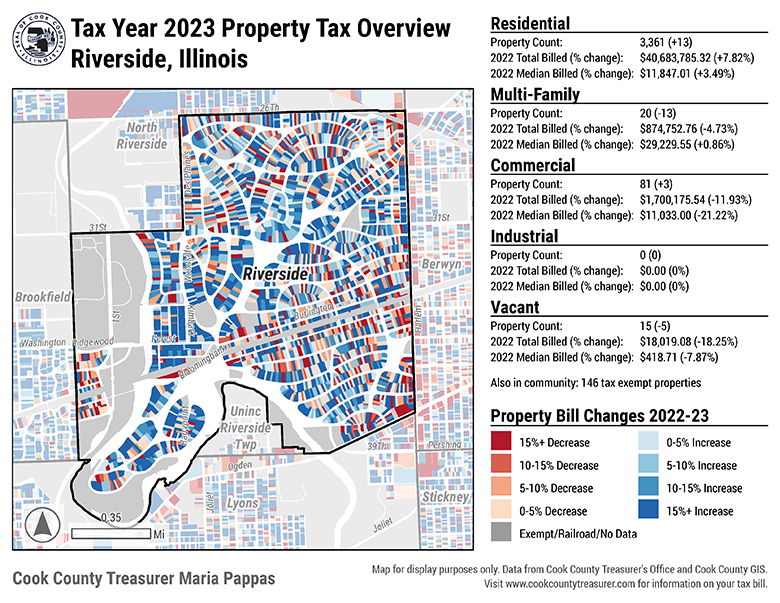 Tax Year 2023 Property Tax Overview
Riverside, Illinois
Residential
Property Count: 3,361 (+13)
2022 Total Billed (% change): $40,683,785.32 (+7.82%)
2022 Median Billed (% change): $11,847.01 (+3.49%)
Multi-Family
Property Count: 20 (-13)
2022 Total Billed (% change): $874,752.76 (-4.73%)
2022 Median Billed (% change): $29,229.55 (+0.86%)
Commercial
Property Count: 81 (+3)
2022 Total Billed (% change): $1,700,175.54 (-11.93%)
2022 Median Billed (% change): $11,033.00 (-21.22%)
Industrial
Property Count: 0 (0)
2022 Total Billed (% change): $0.00 (0%)
2022 Median Billed (% change): $0.00 (0%)
Vacant
Property Count: 15 (-5)
2022 Total Billed (% change): $18,019.08 (-18.25%)
2022 Median Billed (% change): $418.71 (-7.87%)
Also in community: 146 tax exempt properties
Property Bill Changes 2022-23
15%+ Decrease
10-15% Decrease
5-10% Decrease
0-5% Decrease
0-5% Increase
5-10% Increase
10-15% Increase
15%+ Increase
Exempt/Railroad/No Data
26Th
North
Riverside
Des Plaines
31St
31St
Riverside
Berwyn
Brookfield
1St
Burlington
Harlem
Washington
Ridgewood
Forest
Bloomingbank
Uninc
Riverside
Twp
39Th
Pershing
Ogden
Lyons
Joliet
Joliet
Stickney
0.35
Mi
Cook County Treasurer Maria Pappas
Map for display purposes only. Data from Cook County Treasurer's Office and Cook County GIS.
Visit www.cookcountytreasurer.com for information on your tax bill.